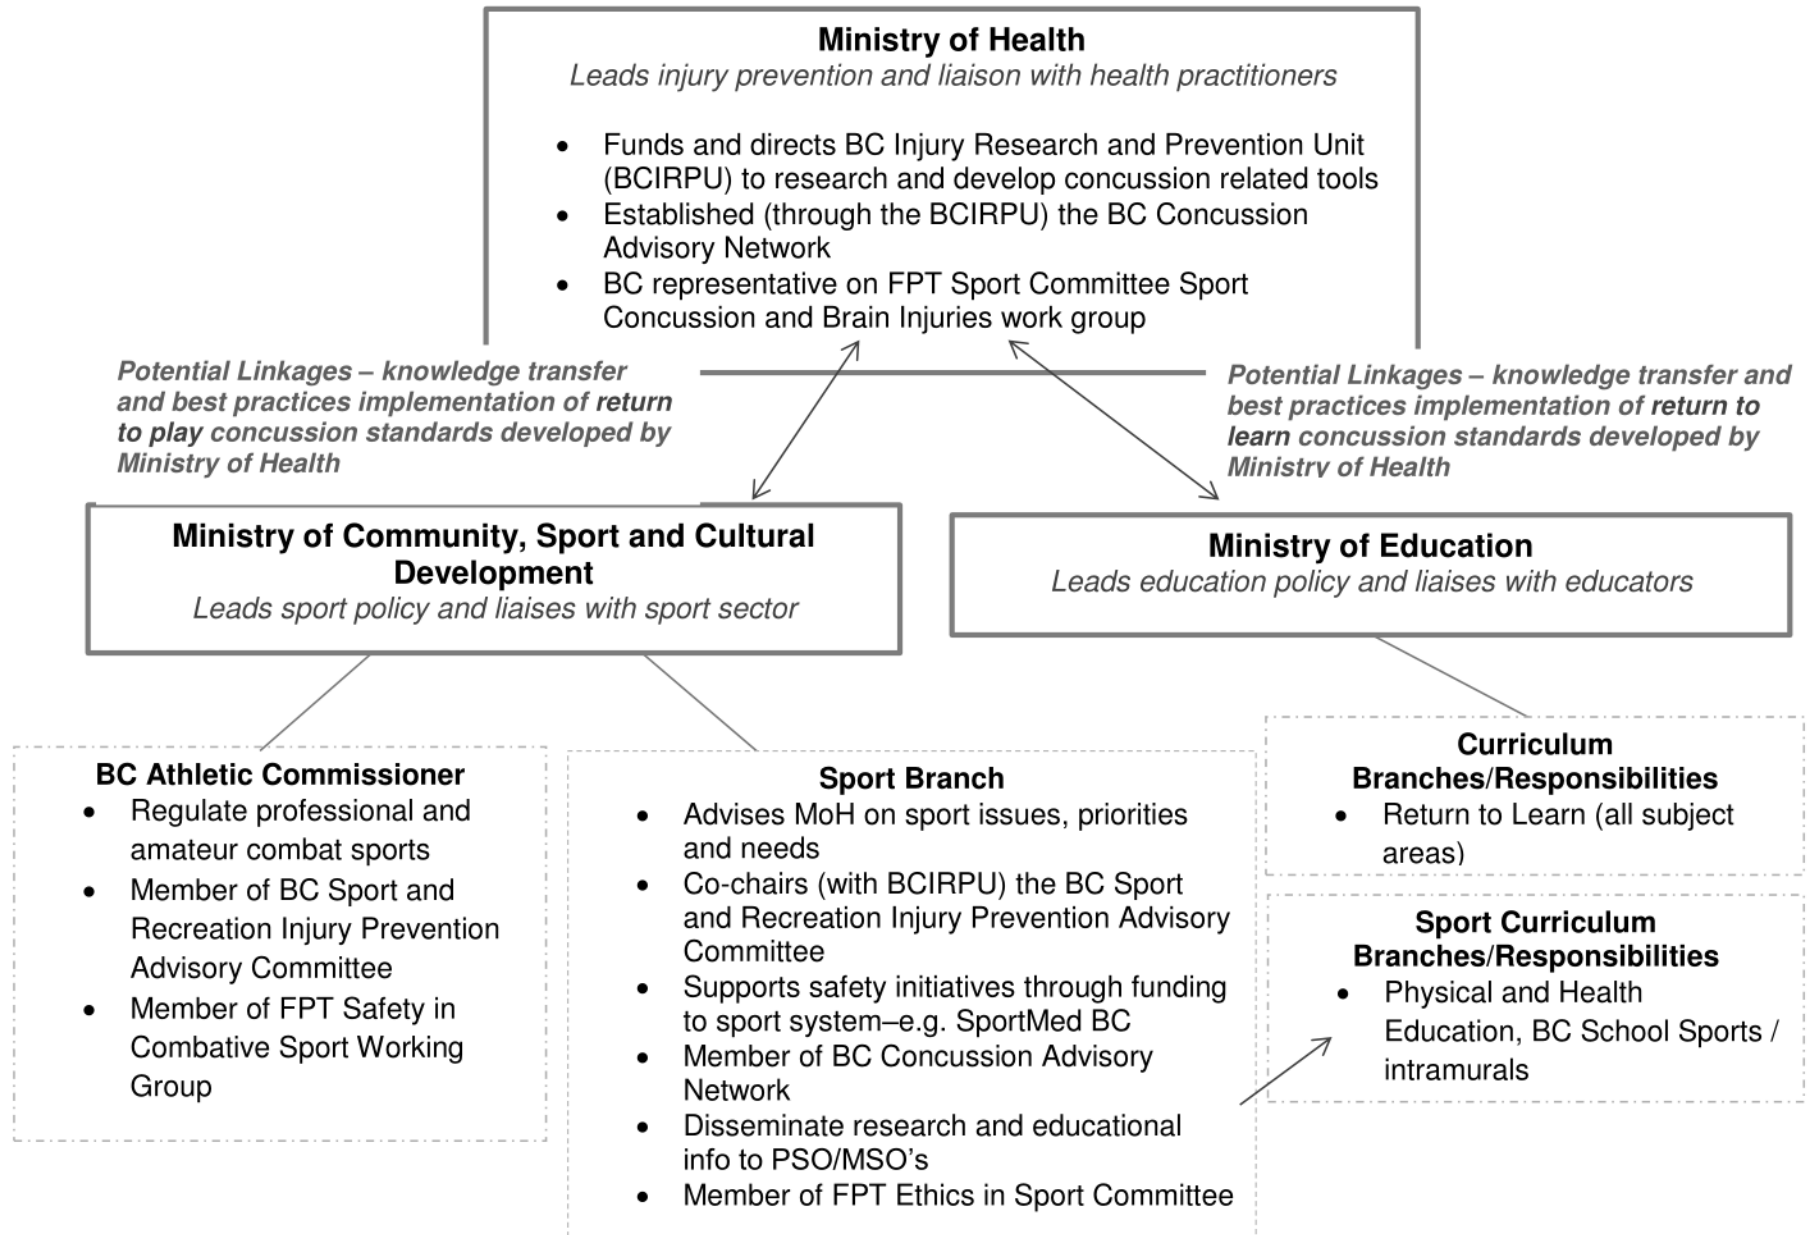 Ministry of Health
Leads injury prevention and liaison with health practitioners
• Funds and directs BC Injury Research and Prevention Unit
(BCIRPU) to research and develop concussion related tools
• Established (through the BCIRPU) the BC Concussion
Advisory Network
• BC representative on FPT Sport Committee Sport
Concussion and Brain Injuries work group
Potential Linkages – knowledge transfer
and best practices implementation of return
to play concussion standards developed by
Ministry of Health
Potential Linkages – knowledge transfer and
best practices implementation of return to
learn concussion standards developed by
Ministry of Health
Ministry of Community, Sport and Cultural
Development
Leads sport policy and liaises with sport sector
Ministry of Education
Leads education policy and liaises with educators
BC Athletic Commissioner
• Regulate professional and
amateur combat sports
• Member of BC Sport and
Recreation Injury Prevention
Advisory Committee
• Member of FPT Safety in
Combative Sport Working
Group
Sport Branch
• Advises MoH on sport issues, priorities
and needs
• Co-chairs (with BCIRPU) the BC Sport
and Recreation Injury Prevention Advisory
Committee
• Supports safety initiatives through funding
to sport system–e.g. SportMed BC
• Member of BC Concussion Advisory
Network
• Disseminate research and educational
info to PSO/MSO’s
• Member of FPT Ethics in Sport Committee
Curriculum
Branches/Responsibilities
• Return to Learn (all subject
areas)
Sport Curriculum
Branches/Responsibilities
• Physical and Health
Education, BC School Sports /
intramurals